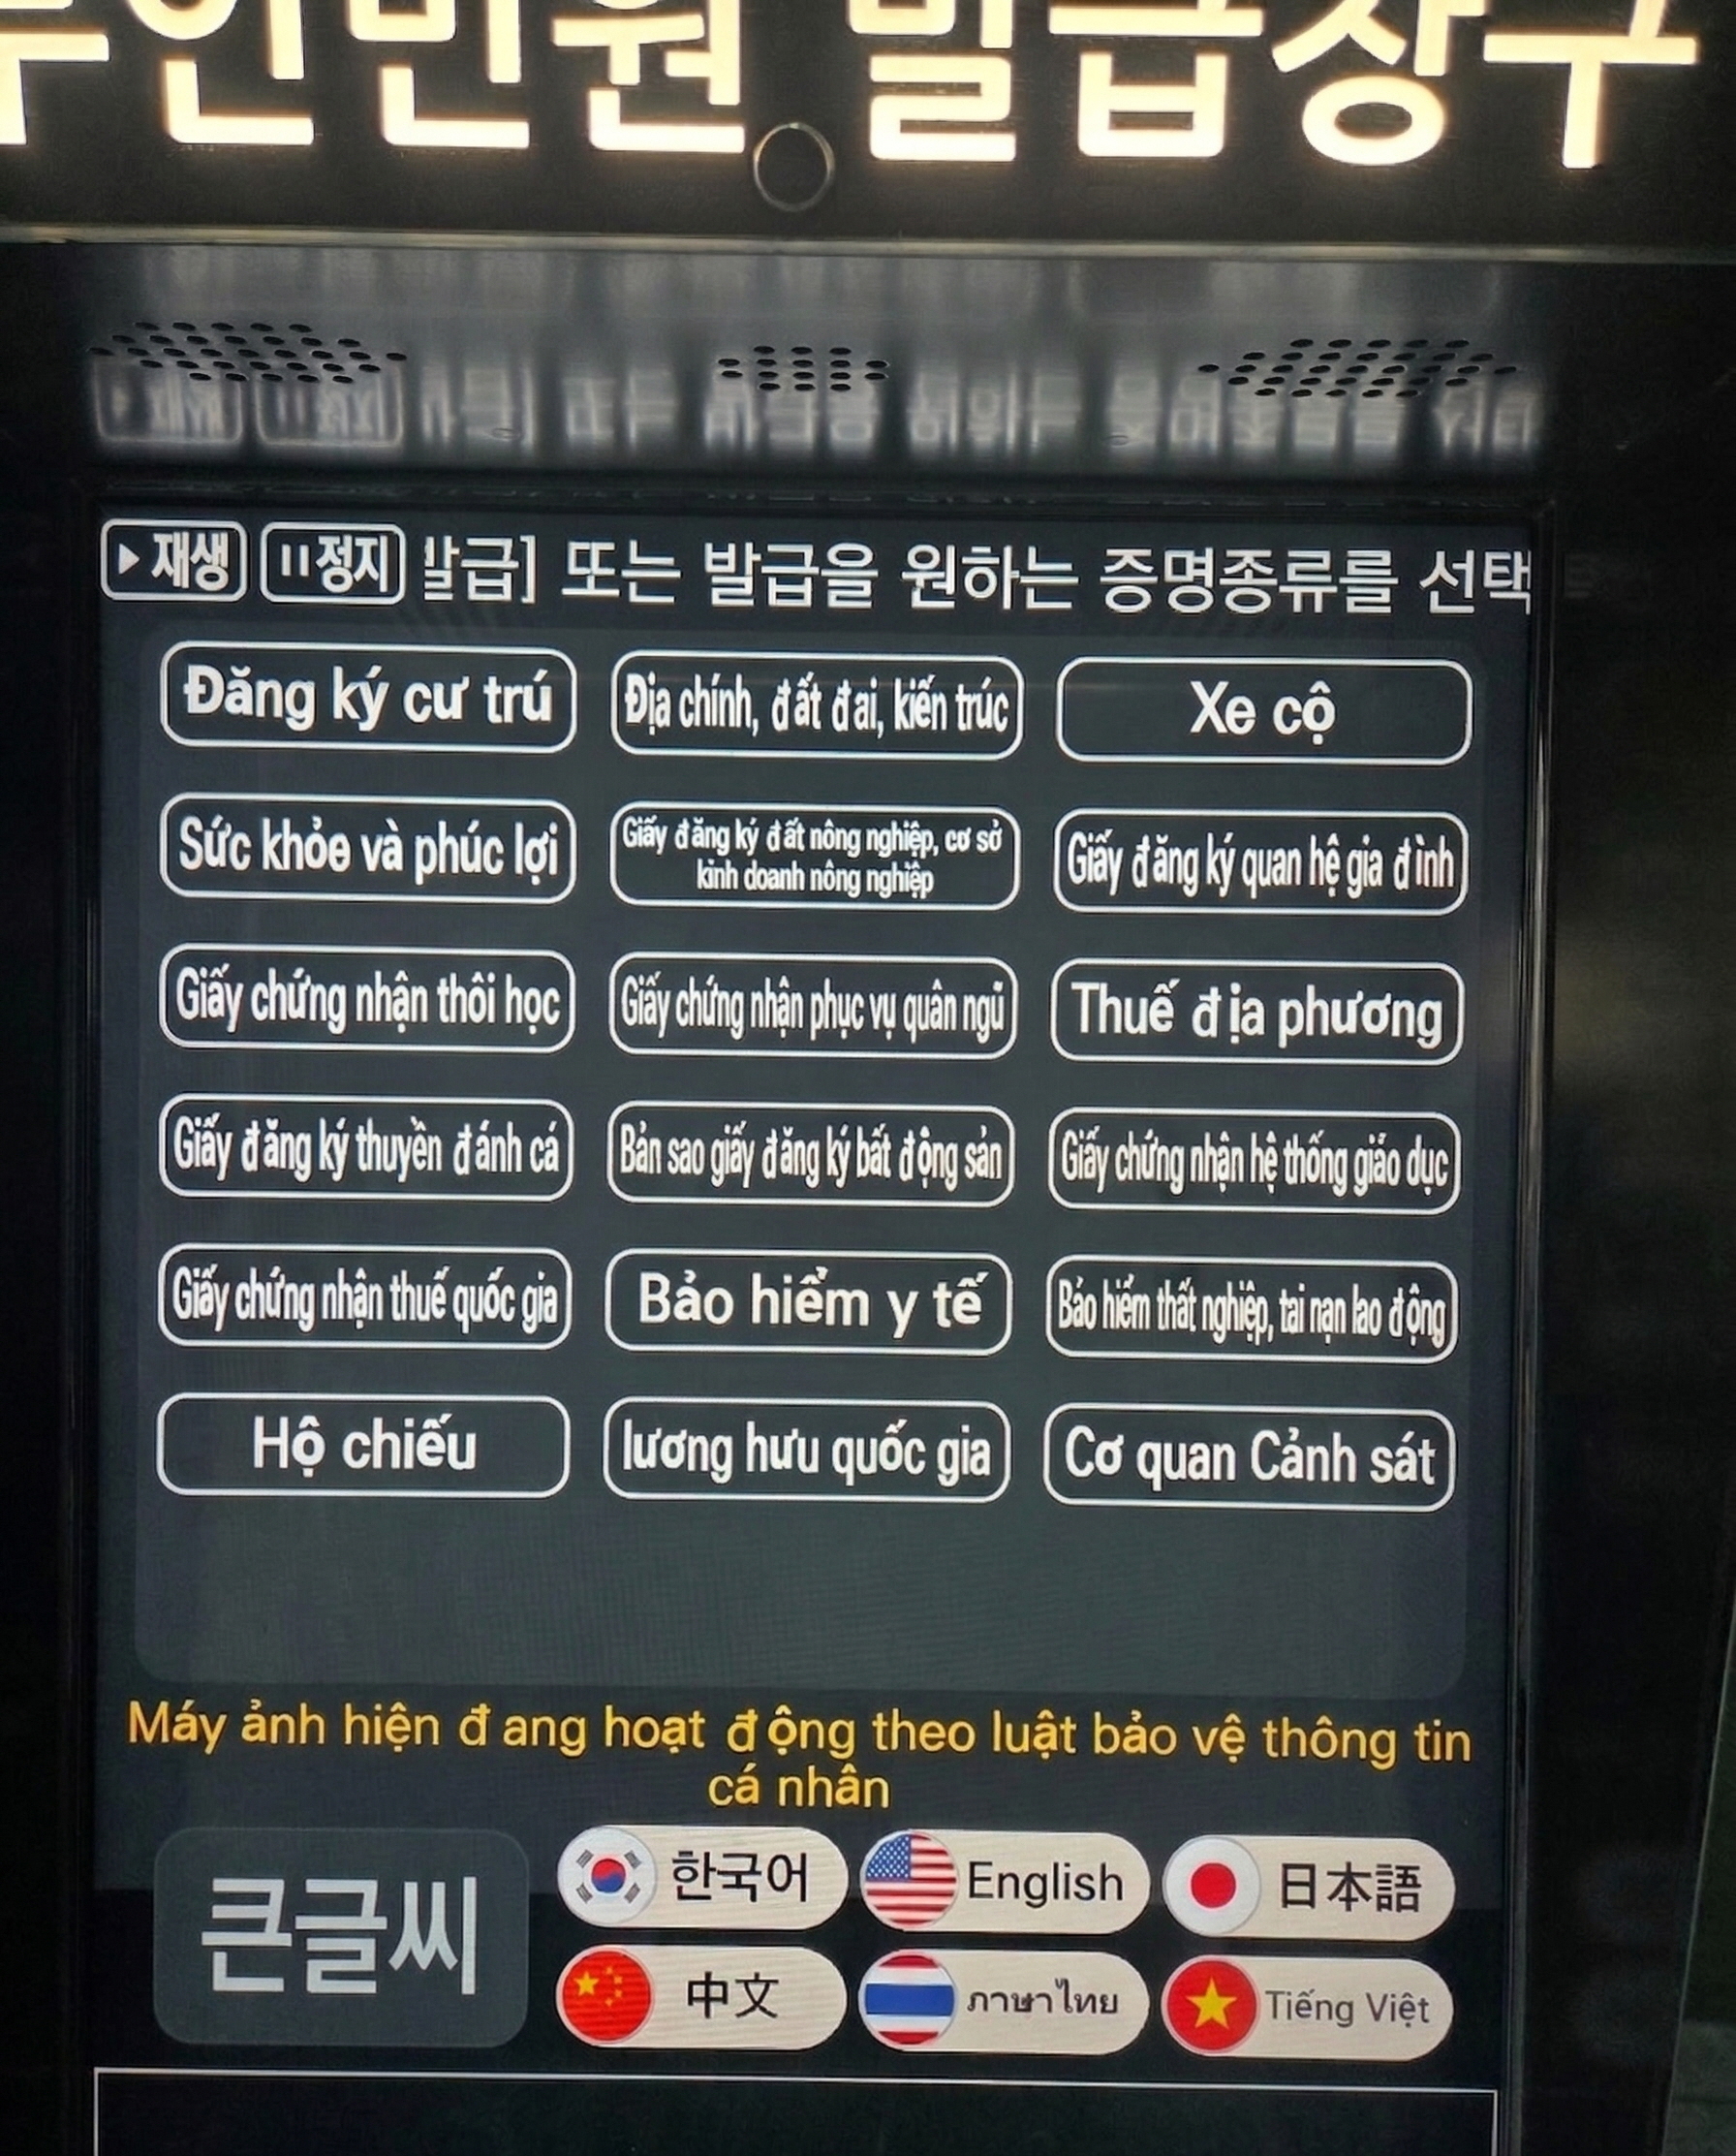 무인민원 발급창구
▶ 재생 II 정지 발급] 또는 발급을 원하는 증명종류를 선택
Đăng ký cư trú
Địa chính, đất đai, kiến trúc
Xe cộ
Sức khỏe và phúc lợi
Giấy đăng ký đất nông nghiệp, cơ sở
kinh doanh nông nghiệp
Giấy đăng ký quan hệ gia đình
Giấy chứng nhận thôi học
Giấy chứng nhận phục vụ quân ngũ
Thuế địa phương
Giấy đăng ký thuyền đánh cá
Bản sao giấy đăng ký bất động sản
Giấy chứng nhận hệ thống giáo dục
Giấy chứng nhận thuế quốc gia
Bảo hiểm y tế
Bảo hiểm thất nghiệp, tai nạn lao động
Hộ chiếu
lương hưu quốc gia
Cơ quan Cảnh sát
Máy ảnh hiện đang hoạt động theo luật bảo vệ thông tin
cá nhân
큰글씨
한국어
English
日本語
中文
ภาษาไทย
Tiếng Việt